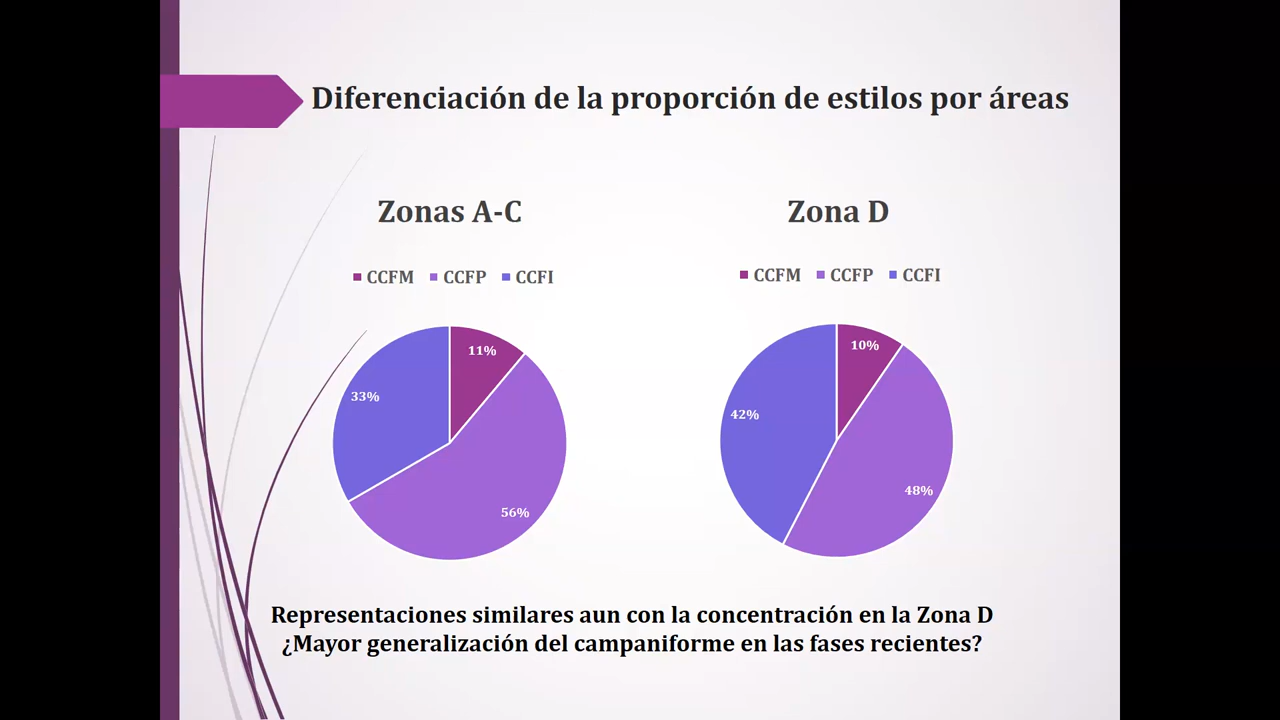 Diferenciación de la proporción de estilos por áreas
Zonas A-C
CCFM CCFP CCFI
11%
33%
56%
Zona D
CCFM CCFP CCFI
10%
42%
48%
Representaciones similares aun con la concentración en la Zona D
¿Mayor generalización del campaniforme en las fases recientes?